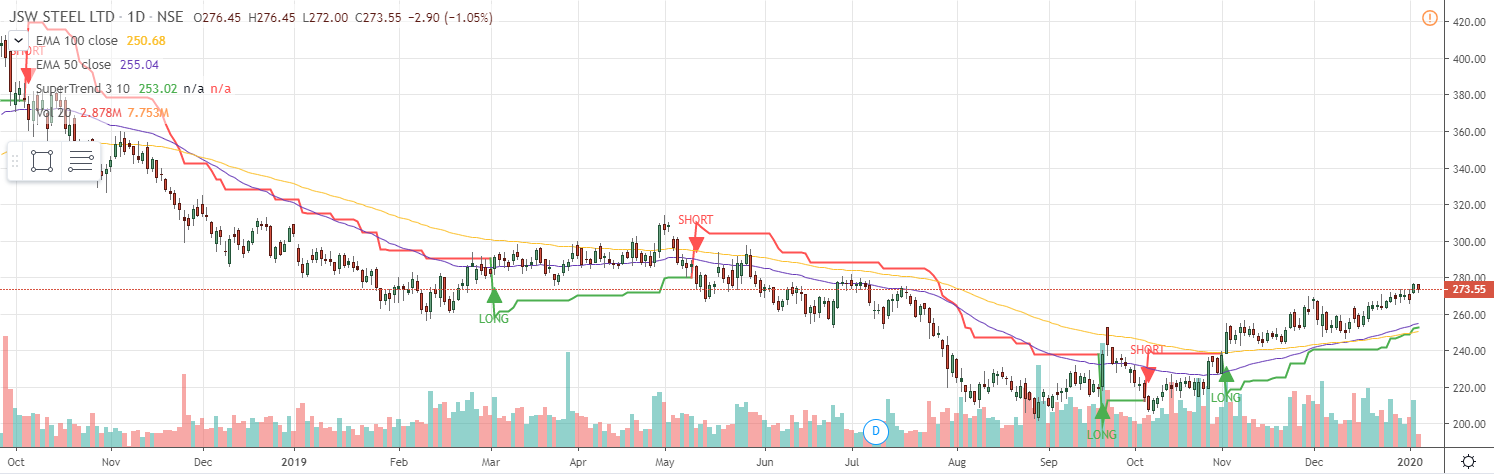 JSW STEEL LTD · 1D · NSE O276.45 H276.45 L272.00 C273.55 −2.90 (−1.05%)
EMA 100 close 250.68
SHORT
EMA 50 close 255.04
SuperTrend 3 10 253.02 n/a n/a
Vol 20 2.878M 7.753M
SHORT
LONG
SHORT
LONG
LONG
D
420.00
400.00
380.00
360.00
340.00
320.00
300.00
280.00
273.55
260.00
240.00
220.00
200.00
Oct Nov Dec 2019 Feb Mar Apr May Jun Jul Aug Sep Oct Nov Dec 2020